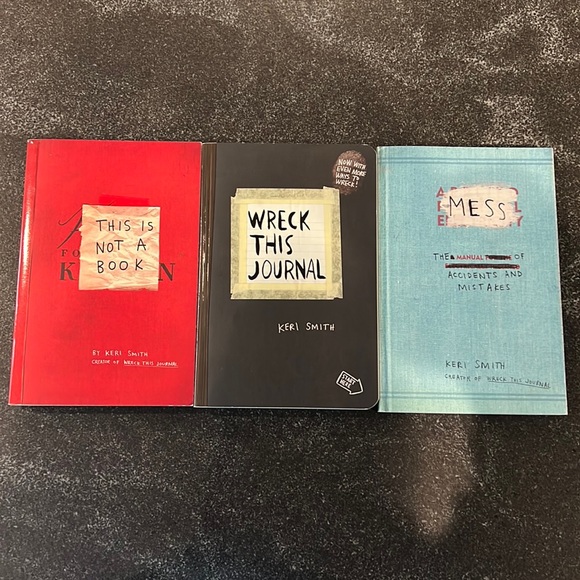 THIS IS
NOT A
BOOK
BY KERI SMITH
CREATOR OF WRECK THIS JOURNAL
NOW WITH
EVEN MORE
WAYS TO
WRECK!
WRECK
THIS
JOURNAL
KERI SMITH
START
HERE
MESS
THE MANUAL OF
ACCIDENTS AND
MISTAKES
KERI SMITH
CREATOR OF WRECK THIS JOURNAL